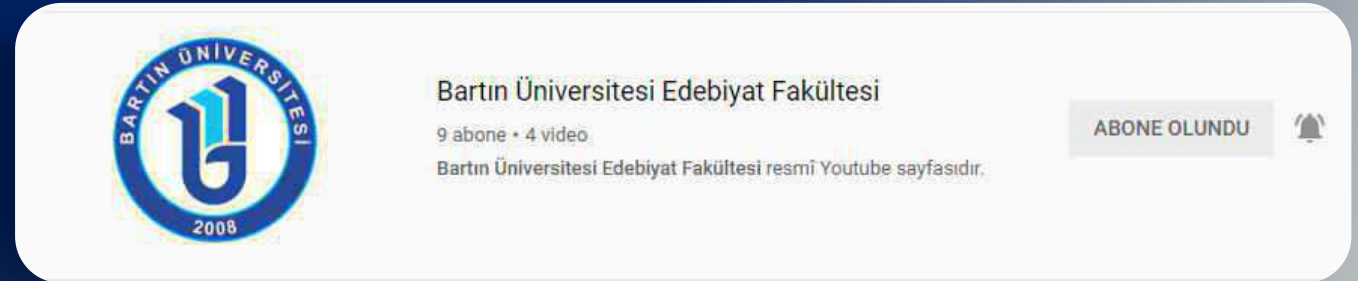 BARTIN ÜNİVERSİTESİ
2008
Bartın Üniversitesi Edebiyat Fakültesi
9 abone • 4 video
Bartın Üniversitesi Edebiyat Fakültesi resmî Youtube sayfasıdır.
ABONE OLUNDU